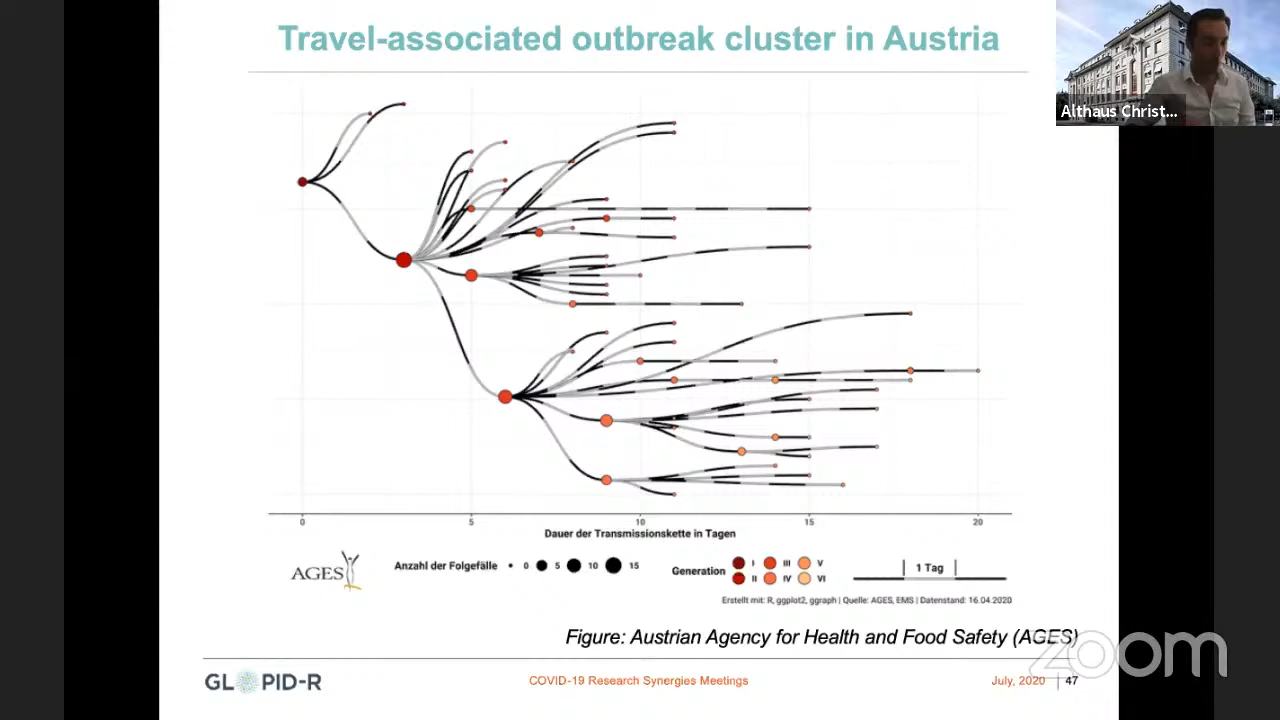 Travel-associated outbreak cluster in Austria
Althaus Christ...
0 5 10 15 20
Dauer der Transmissionskette in Tagen
AGES
Anzahl der Folgefälle 0 5 10 15
Generation I III V
II IV VI
1 Tag
Erstellt mit: R, ggplot2, ggraph | Quelle: AGES, EMS | Datenstand: 16.04.2020
Figure: Austrian Agency for Health and Food Safety (AGES)
zoom
GLOPID-R
COVID-19 Research Synergies Meetings
July, 2020 47